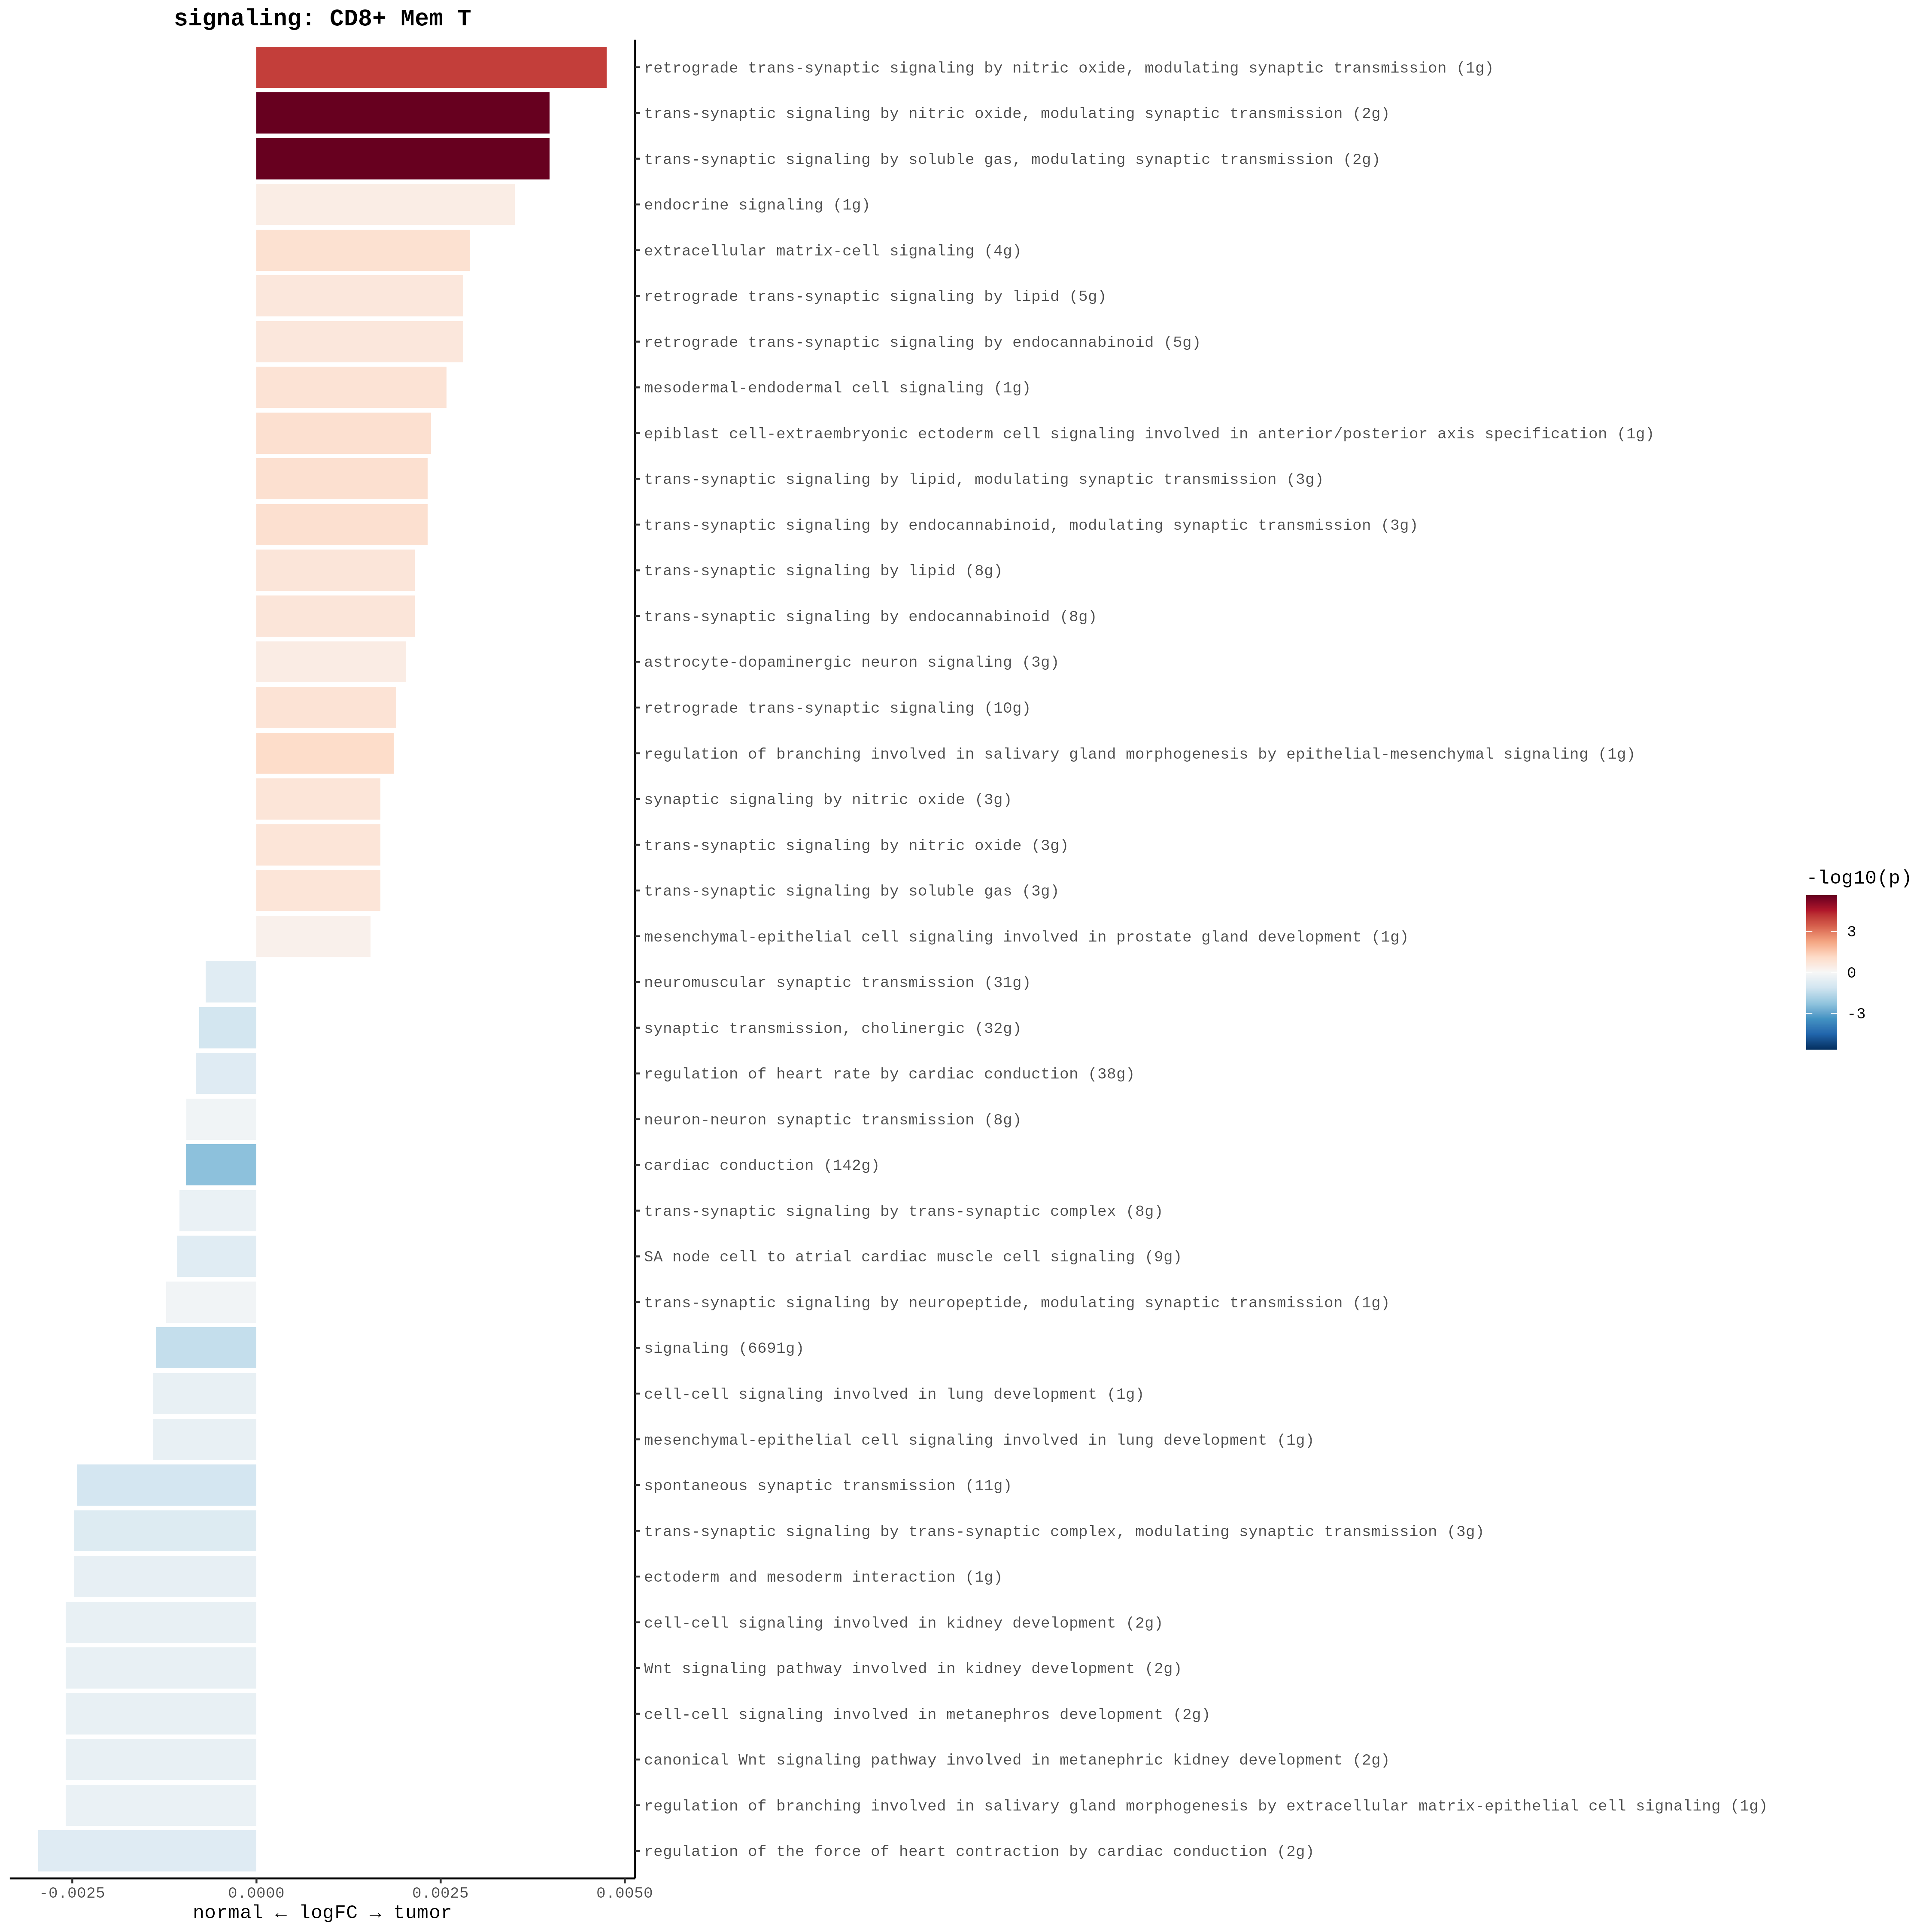 signaling: CD8+ Mem T
retrograde trans-synaptic signaling by nitric oxide, modulating synaptic transmission (1g)
trans-synaptic signaling by nitric oxide, modulating synaptic transmission (2g)
trans-synaptic signaling by soluble gas, modulating synaptic transmission (2g)
endocrine signaling (1g)
extracellular matrix-cell signaling (4g)
retrograde trans-synaptic signaling by lipid (5g)
retrograde trans-synaptic signaling by endocannabinoid (5g)
mesodermal-endodermal cell signaling (1g)
epiblast cell-extraembryonic ectoderm cell signaling involved in anterior/posterior axis specification (1g)
trans-synaptic signaling by lipid, modulating synaptic transmission (3g)
trans-synaptic signaling by endocannabinoid, modulating synaptic transmission (3g)
trans-synaptic signaling by lipid (8g)
trans-synaptic signaling by endocannabinoid (8g)
astrocyte-dopaminergic neuron signaling (3g)
retrograde trans-synaptic signaling (10g)
regulation of branching involved in salivary gland morphogenesis by epithelial-mesenchymal signaling (1g)
synaptic signaling by nitric oxide (3g)
trans-synaptic signaling by nitric oxide (3g)
trans-synaptic signaling by soluble gas (3g)
mesenchymal-epithelial cell signaling involved in prostate gland development (1g)
neuromuscular synaptic transmission (31g)
synaptic transmission, cholinergic (32g)
regulation of heart rate by cardiac conduction (38g)
neuron-neuron synaptic transmission (8g)
cardiac conduction (142g)
trans-synaptic signaling by trans-synaptic complex (8g)
SA node cell to atrial cardiac muscle cell signaling (9g)
trans-synaptic signaling by neuropeptide, modulating synaptic transmission (1g)
signaling (6691g)
cell-cell signaling involved in lung development (1g)
mesenchymal-epithelial cell signaling involved in lung development (1g)
spontaneous synaptic transmission (11g)
trans-synaptic signaling by trans-synaptic complex, modulating synaptic transmission (3g)
ectoderm and mesoderm interaction (1g)
cell-cell signaling involved in kidney development (2g)
Wnt signaling pathway involved in kidney development (2g)
cell-cell signaling involved in metanephros development (2g)
canonical Wnt signaling pathway involved in metanephric kidney development (2g)
regulation of branching involved in salivary gland morphogenesis by extracellular matrix-epithelial cell signaling (1g)
regulation of the force of heart contraction by cardiac conduction (2g)
-0.0025 0.0000 0.0025 0.0050
normal ← logFC → tumor
-log10(p)
3
0
-3